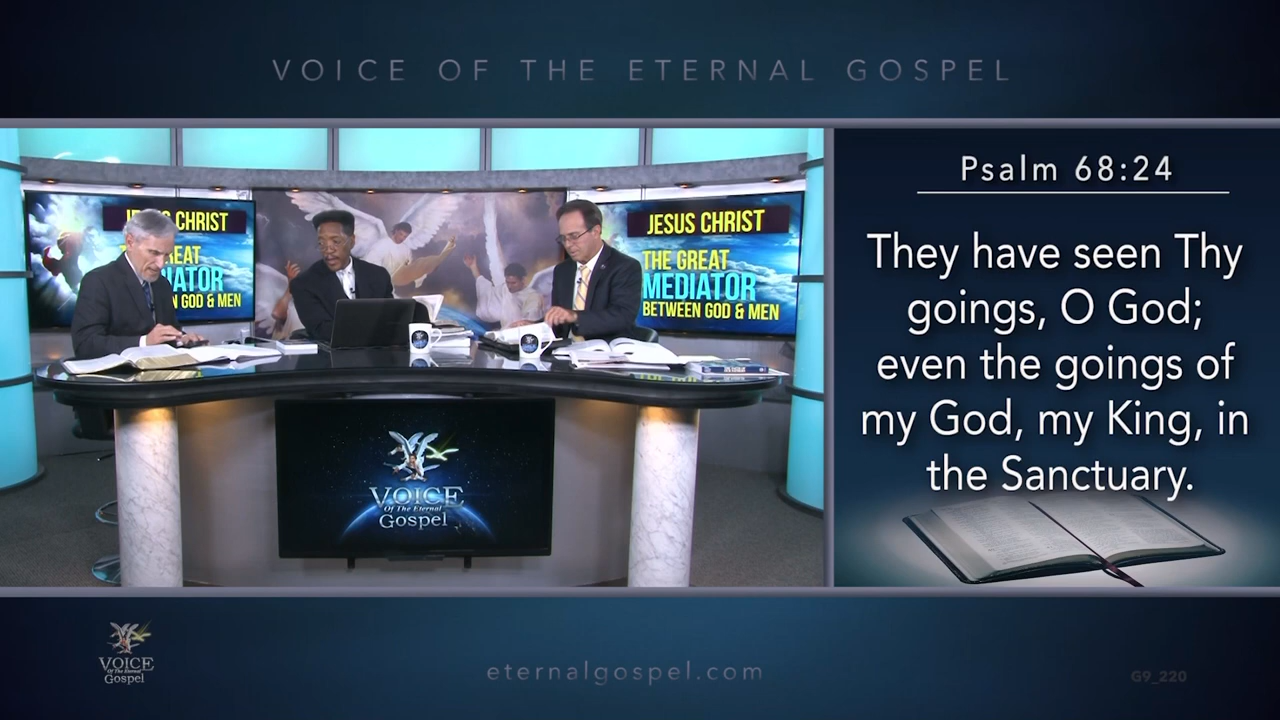 VOICE OF THE ETERNAL GOSPEL
CHRIST
JESUS CHRIST
THE GREAT
MEDIATOR
BETWEEN GOD & MEN
N GOD & MEN
VOICE
Of The Eternal
Gospel
Psalm 68:24
They have seen Thy
goings, O God;
even the goings of
my God, my King, in
the Sanctuary.
VOICE
Of The Eternal
Gospel
eternalgospel.com
G9_220